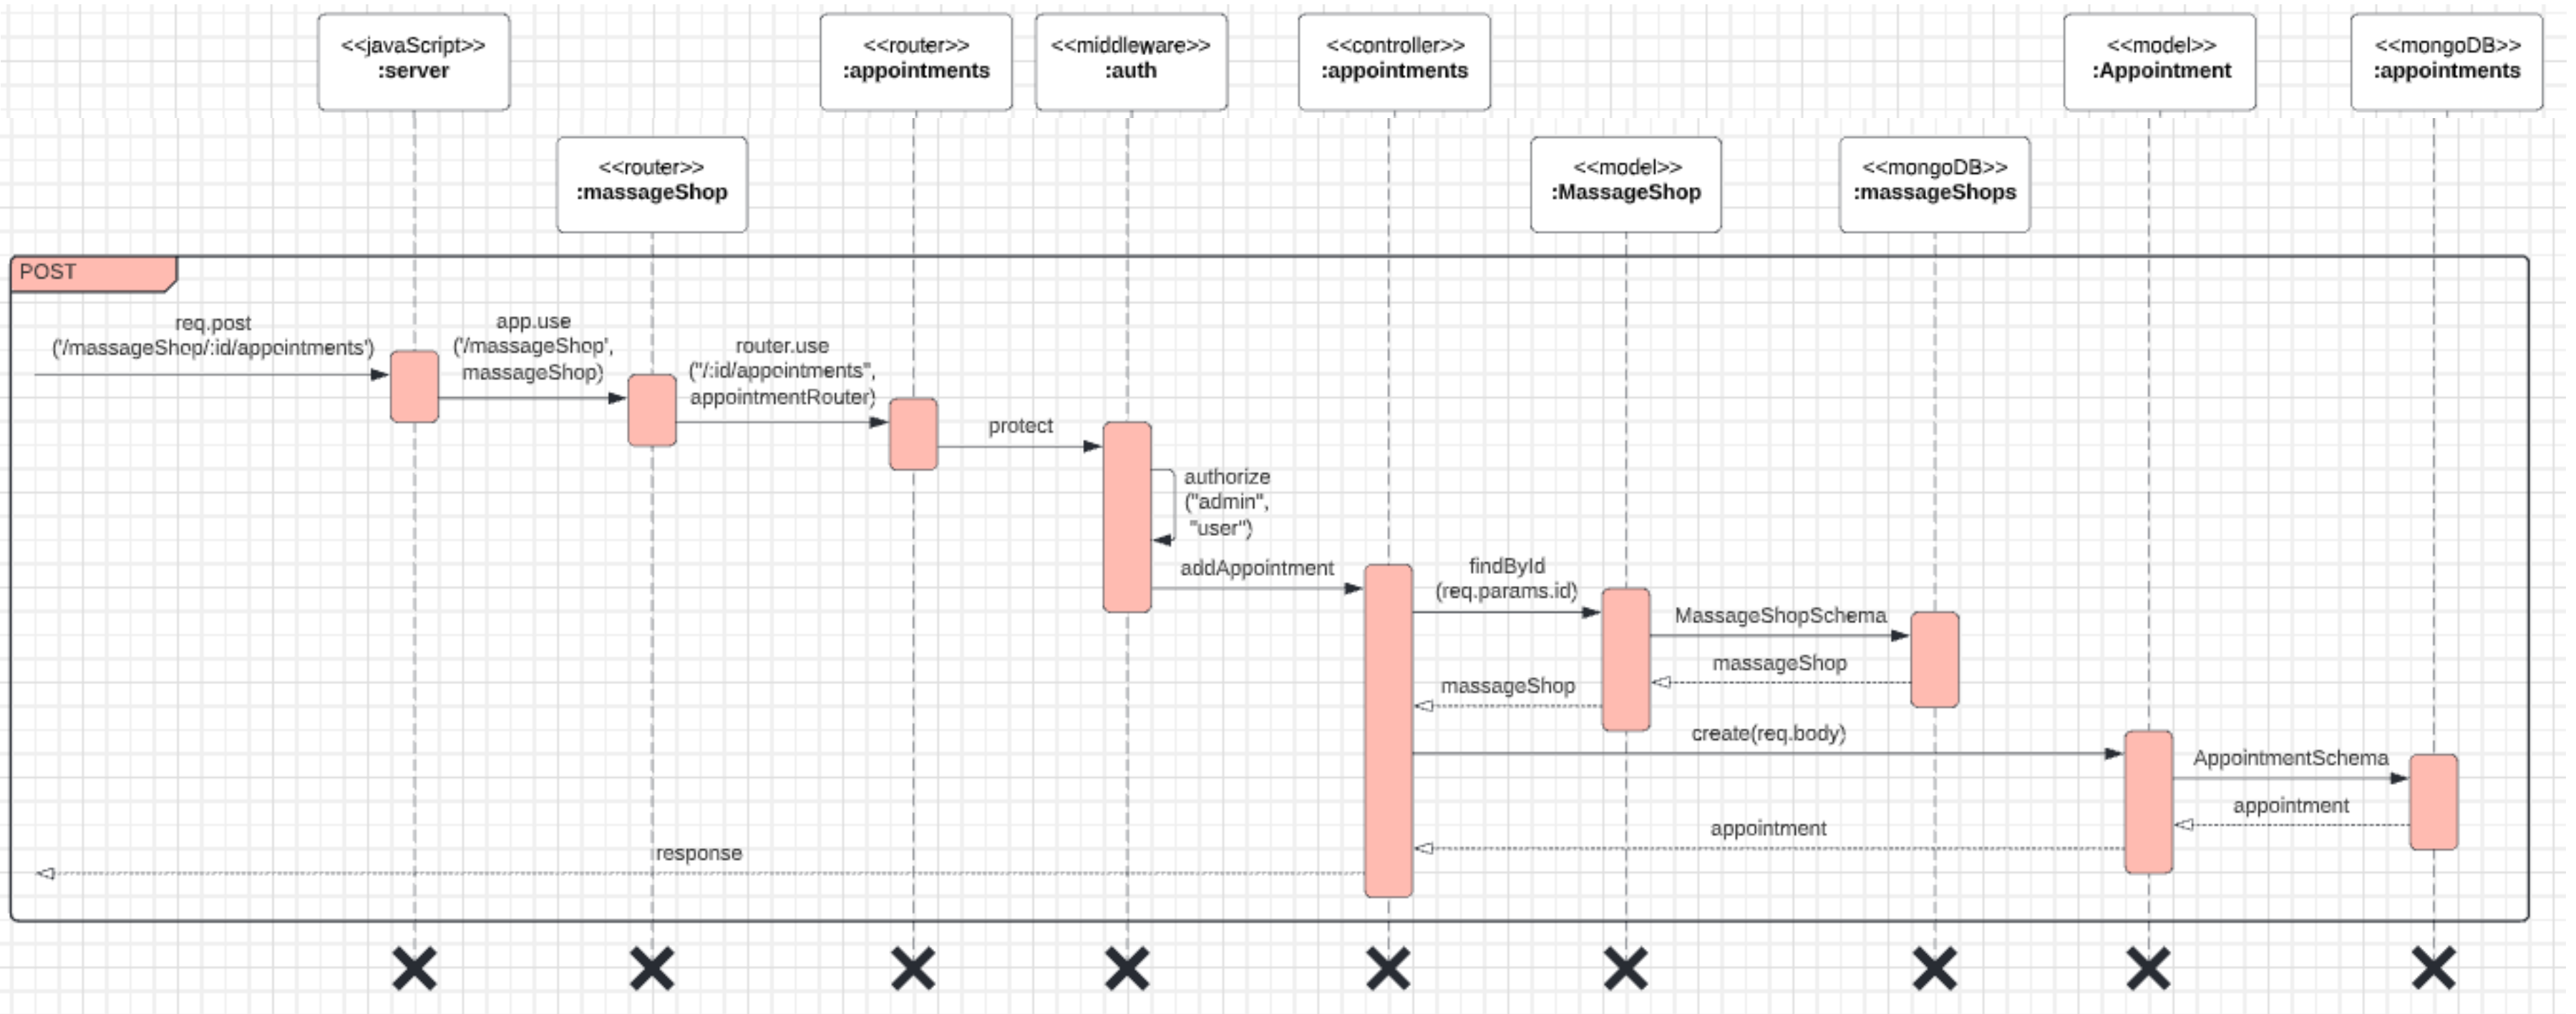 <<javaScript>>
:server
<<router>>
:appointments
<<middleware>>
:auth
<<controller>>
:appointments
<<model>>
:Appointment
<<mongoDB>>
:appointments
<<router>>
:massageShop
<<model>>
:MassageShop
<<mongoDB>>
:massageShops
POST
req.post
('/massageShop/:id/appointments')
app.use
('/massageShop',
massageShop)
router.use
("/:id/appointments",
appointmentRouter)
protect
authorize
("admin",
"user")
addAppointment
findById
(req.params.id)
MassageShopSchema
massageShop
massageShop
create(req.body)
AppointmentSchema
appointment
appointment
response